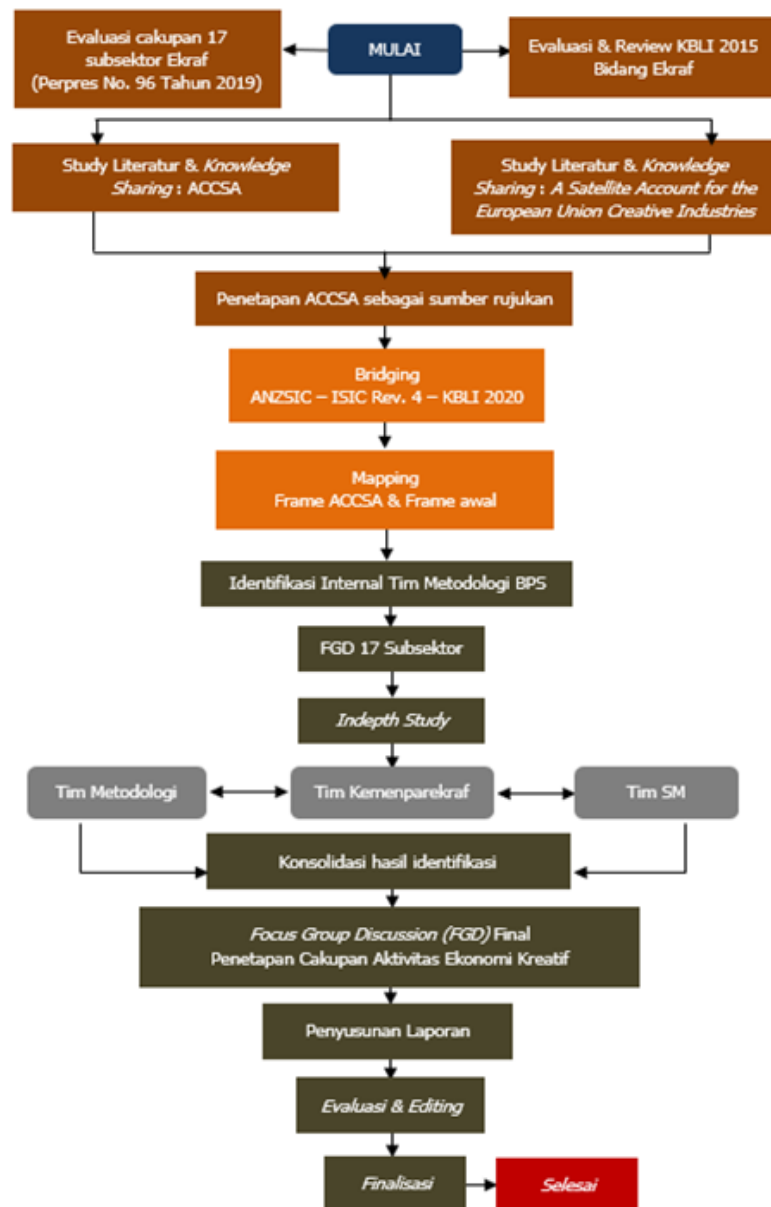 Evaluasi cakupan 17
subsektor Ekraf
(Perpres No. 96 Tahun 2019)
MULAI
Evaluasi & Review KBLI 2015
Bidang Ekraf
Study Literatur & Knowledge
Sharing : ACCSA
Study Literatur & Knowledge
Sharing : A Satellite Account for the
European Union Creative Industries
Penetapan ACCSA sebagai sumber rujukan
Bridging
ANZSIC – ISIC Rev. 4 – KBLI 2020
Mapping
Frame ACCSA & Frame awal
Identifikasi Internal Tim Metodologi BPS
FGD 17 Subsektor
Indepth Study
Tim Metodologi
Tim Kemenparekraf
Tim SM
Konsolidasi hasil identifikasi
Focus Group Discussion (FGD) Final
Penetapan Cakupan Aktivitas Ekonomi Kreatif
Penyusunan Laporan
Evaluasi & Editing
Finalisasi
Selesai